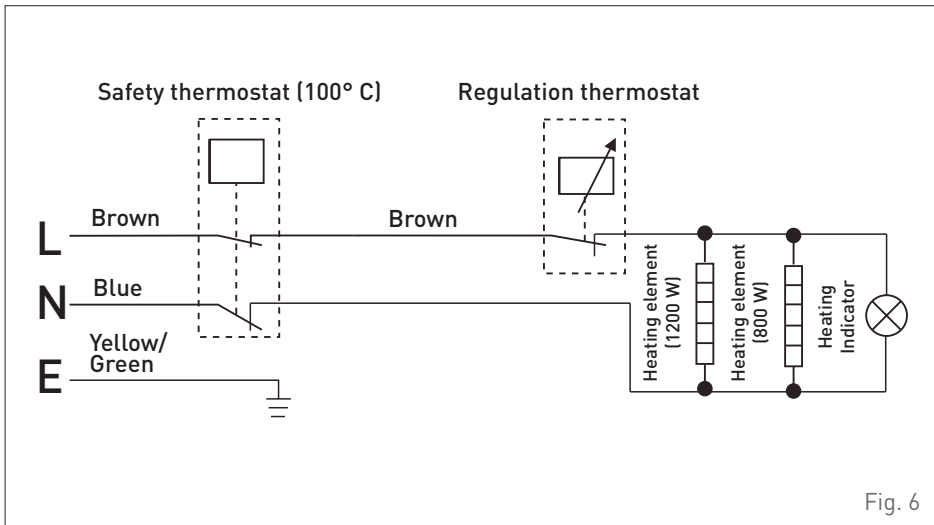 Safety thermostat (100° C)
Regulation thermostat
L
Brown
Brown
N
Blue
E
Yellow/
Green
Heating element
(1200 W)
Heating element
(800 W)
Heating
Indicator
Fig. 6